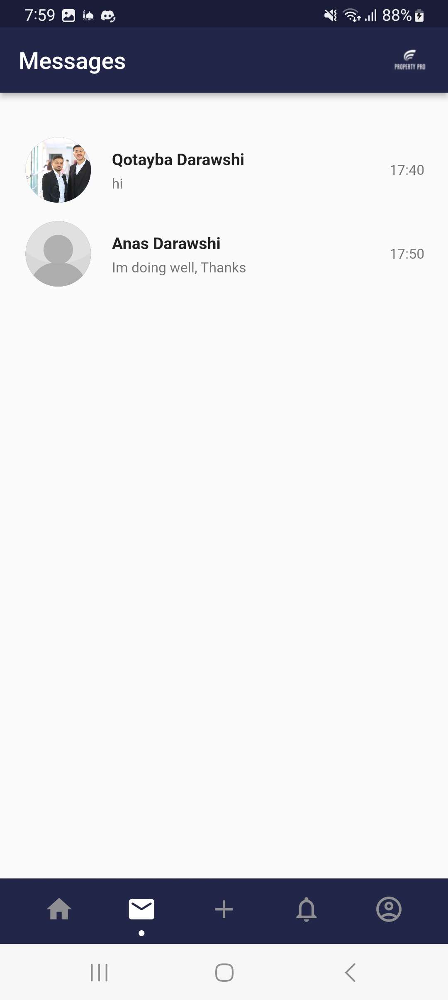 7:59 88%
Messages
PROPERTY PRO
Qotayba Darawshi
hi
17:40
Anas Darawshi
Im doing well, Thanks
17:50